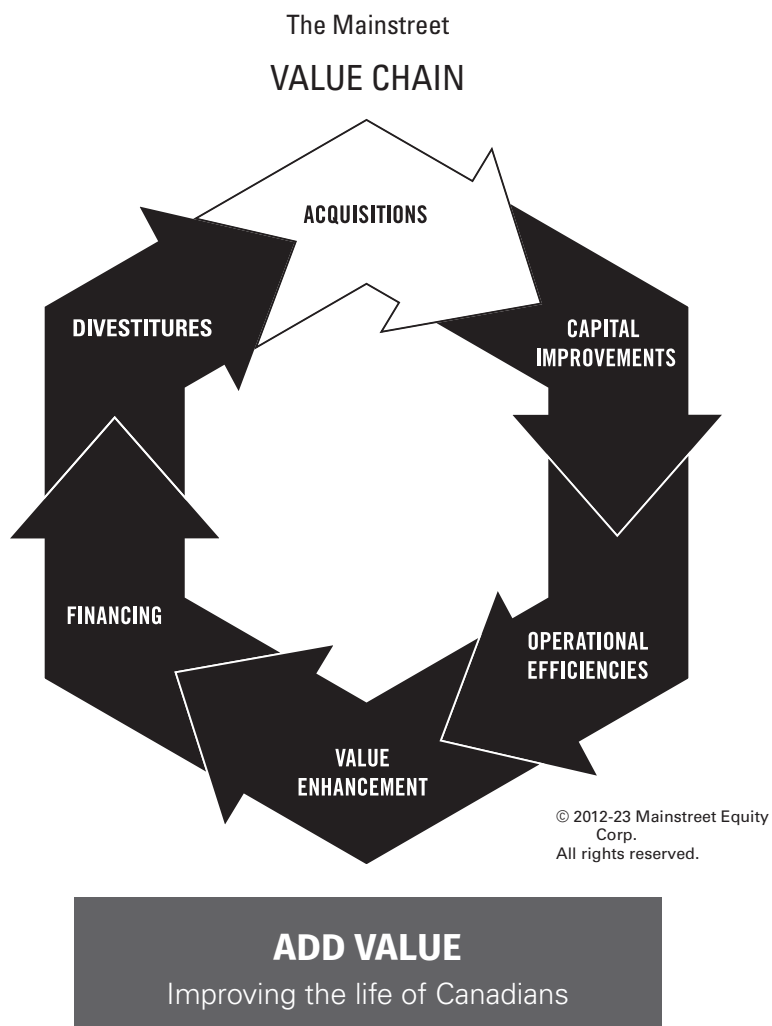 The Mainstreet
VALUE CHAIN
ACQUISITIONS
CAPITAL
IMPROVEMENTS
OPERATIONAL
EFFICIENCIES
VALUE
ENHANCEMENT
FINANCING
DIVESTITURES
© 2012-23 Mainstreet Equity
Corp.
All rights reserved.
ADD VALUE
Improving the life of Canadians